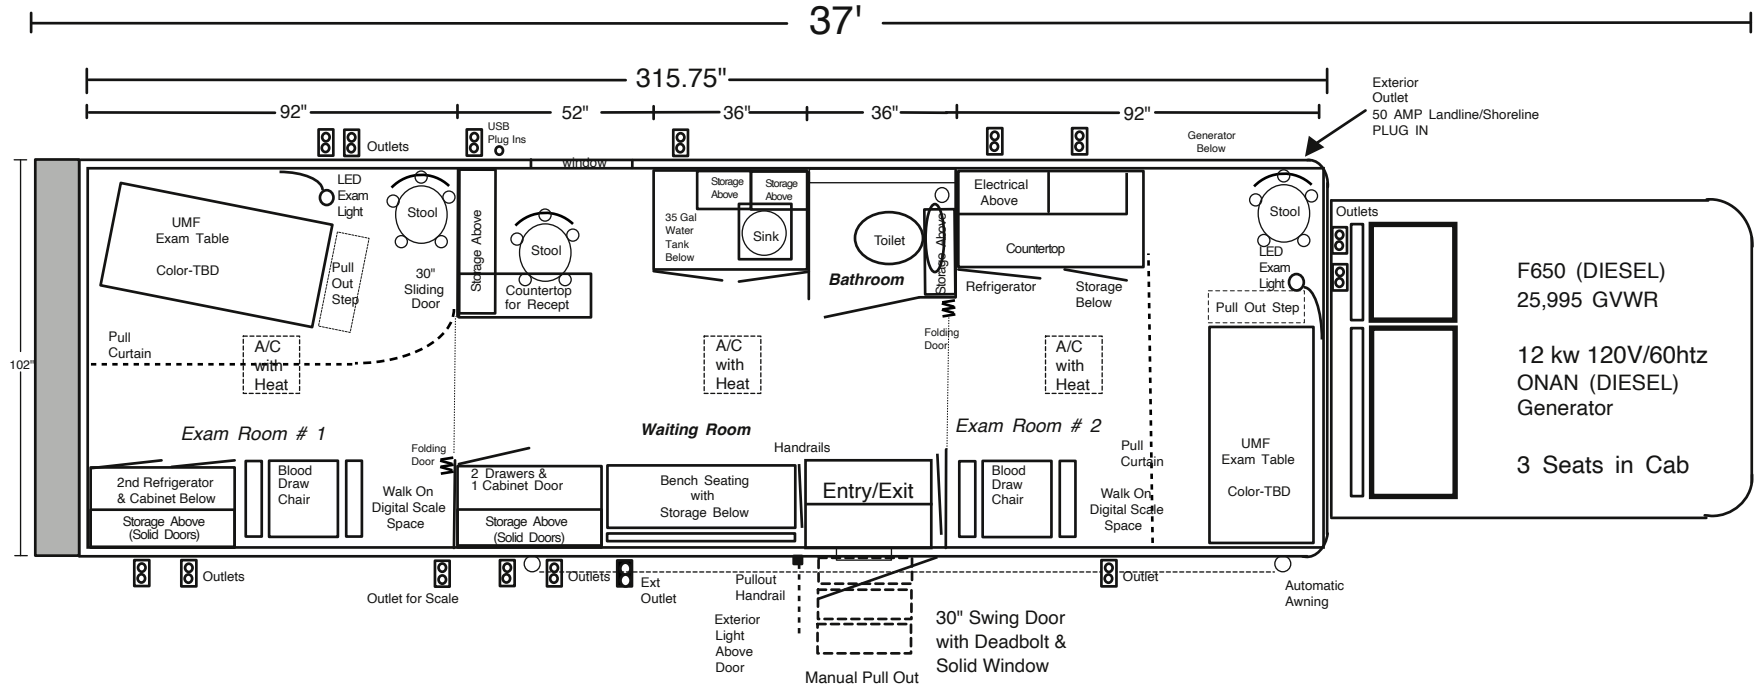 37'
315.75"
92"
52"
36"
36"
92"
Exterior
Outlet
50 AMP Landline/Shoreline
PLUG IN
Outlets
USB
Plug Ins
window
Generator
Below
102"
UMF
Exam Table
Color-TBD
LED
Exam
Light
Pull
Out
Step
Stool
30"
Sliding
Door
Storage Above
Stool
Countertop
for Recept
Storage
Above
Storage
Above
35 Gal
Water
Tank
Below
Sink
Toilet
Storage Above
Bathroom
Electrical
Above
Countertop
Refrigerator
Storage
Below
Folding
Door
Stool
LED
Exam
Light
Pull Out Step
Outlets
F650 (DIESEL)
25,995 GVWR
12 kw 120V/60htz
ONAN (DIESEL)
Generator
3 Seats in Cab
Pull
Curtain
A/C
with
Heat
A/C
with
Heat
A/C
with
Heat
Exam Room # 1
Waiting Room
Exam Room # 2
Folding
Door
Handrails
Pull
Curtain
UMF
Exam Table
Color-TBD
2nd Refrigerator
& Cabinet Below
Storage Above
(Solid Doors)
Blood
Draw
Chair
Walk On
Digital Scale
Space
2 Drawers &
1 Cabinet Door
Storage Above
(Solid Doors)
Bench Seating
with
Storage Below
Entry/Exit
Blood
Draw
Chair
Walk On
Digital Scale
Space
Outlets
Outlet for Scale
Outlets
Ext
Outlet
Pullout
Handrail
Exterior
Light
Above
Door
Manual Pull Out
30" Swing Door
with Deadbolt &
Solid Window
Outlet
Automatic
Awning